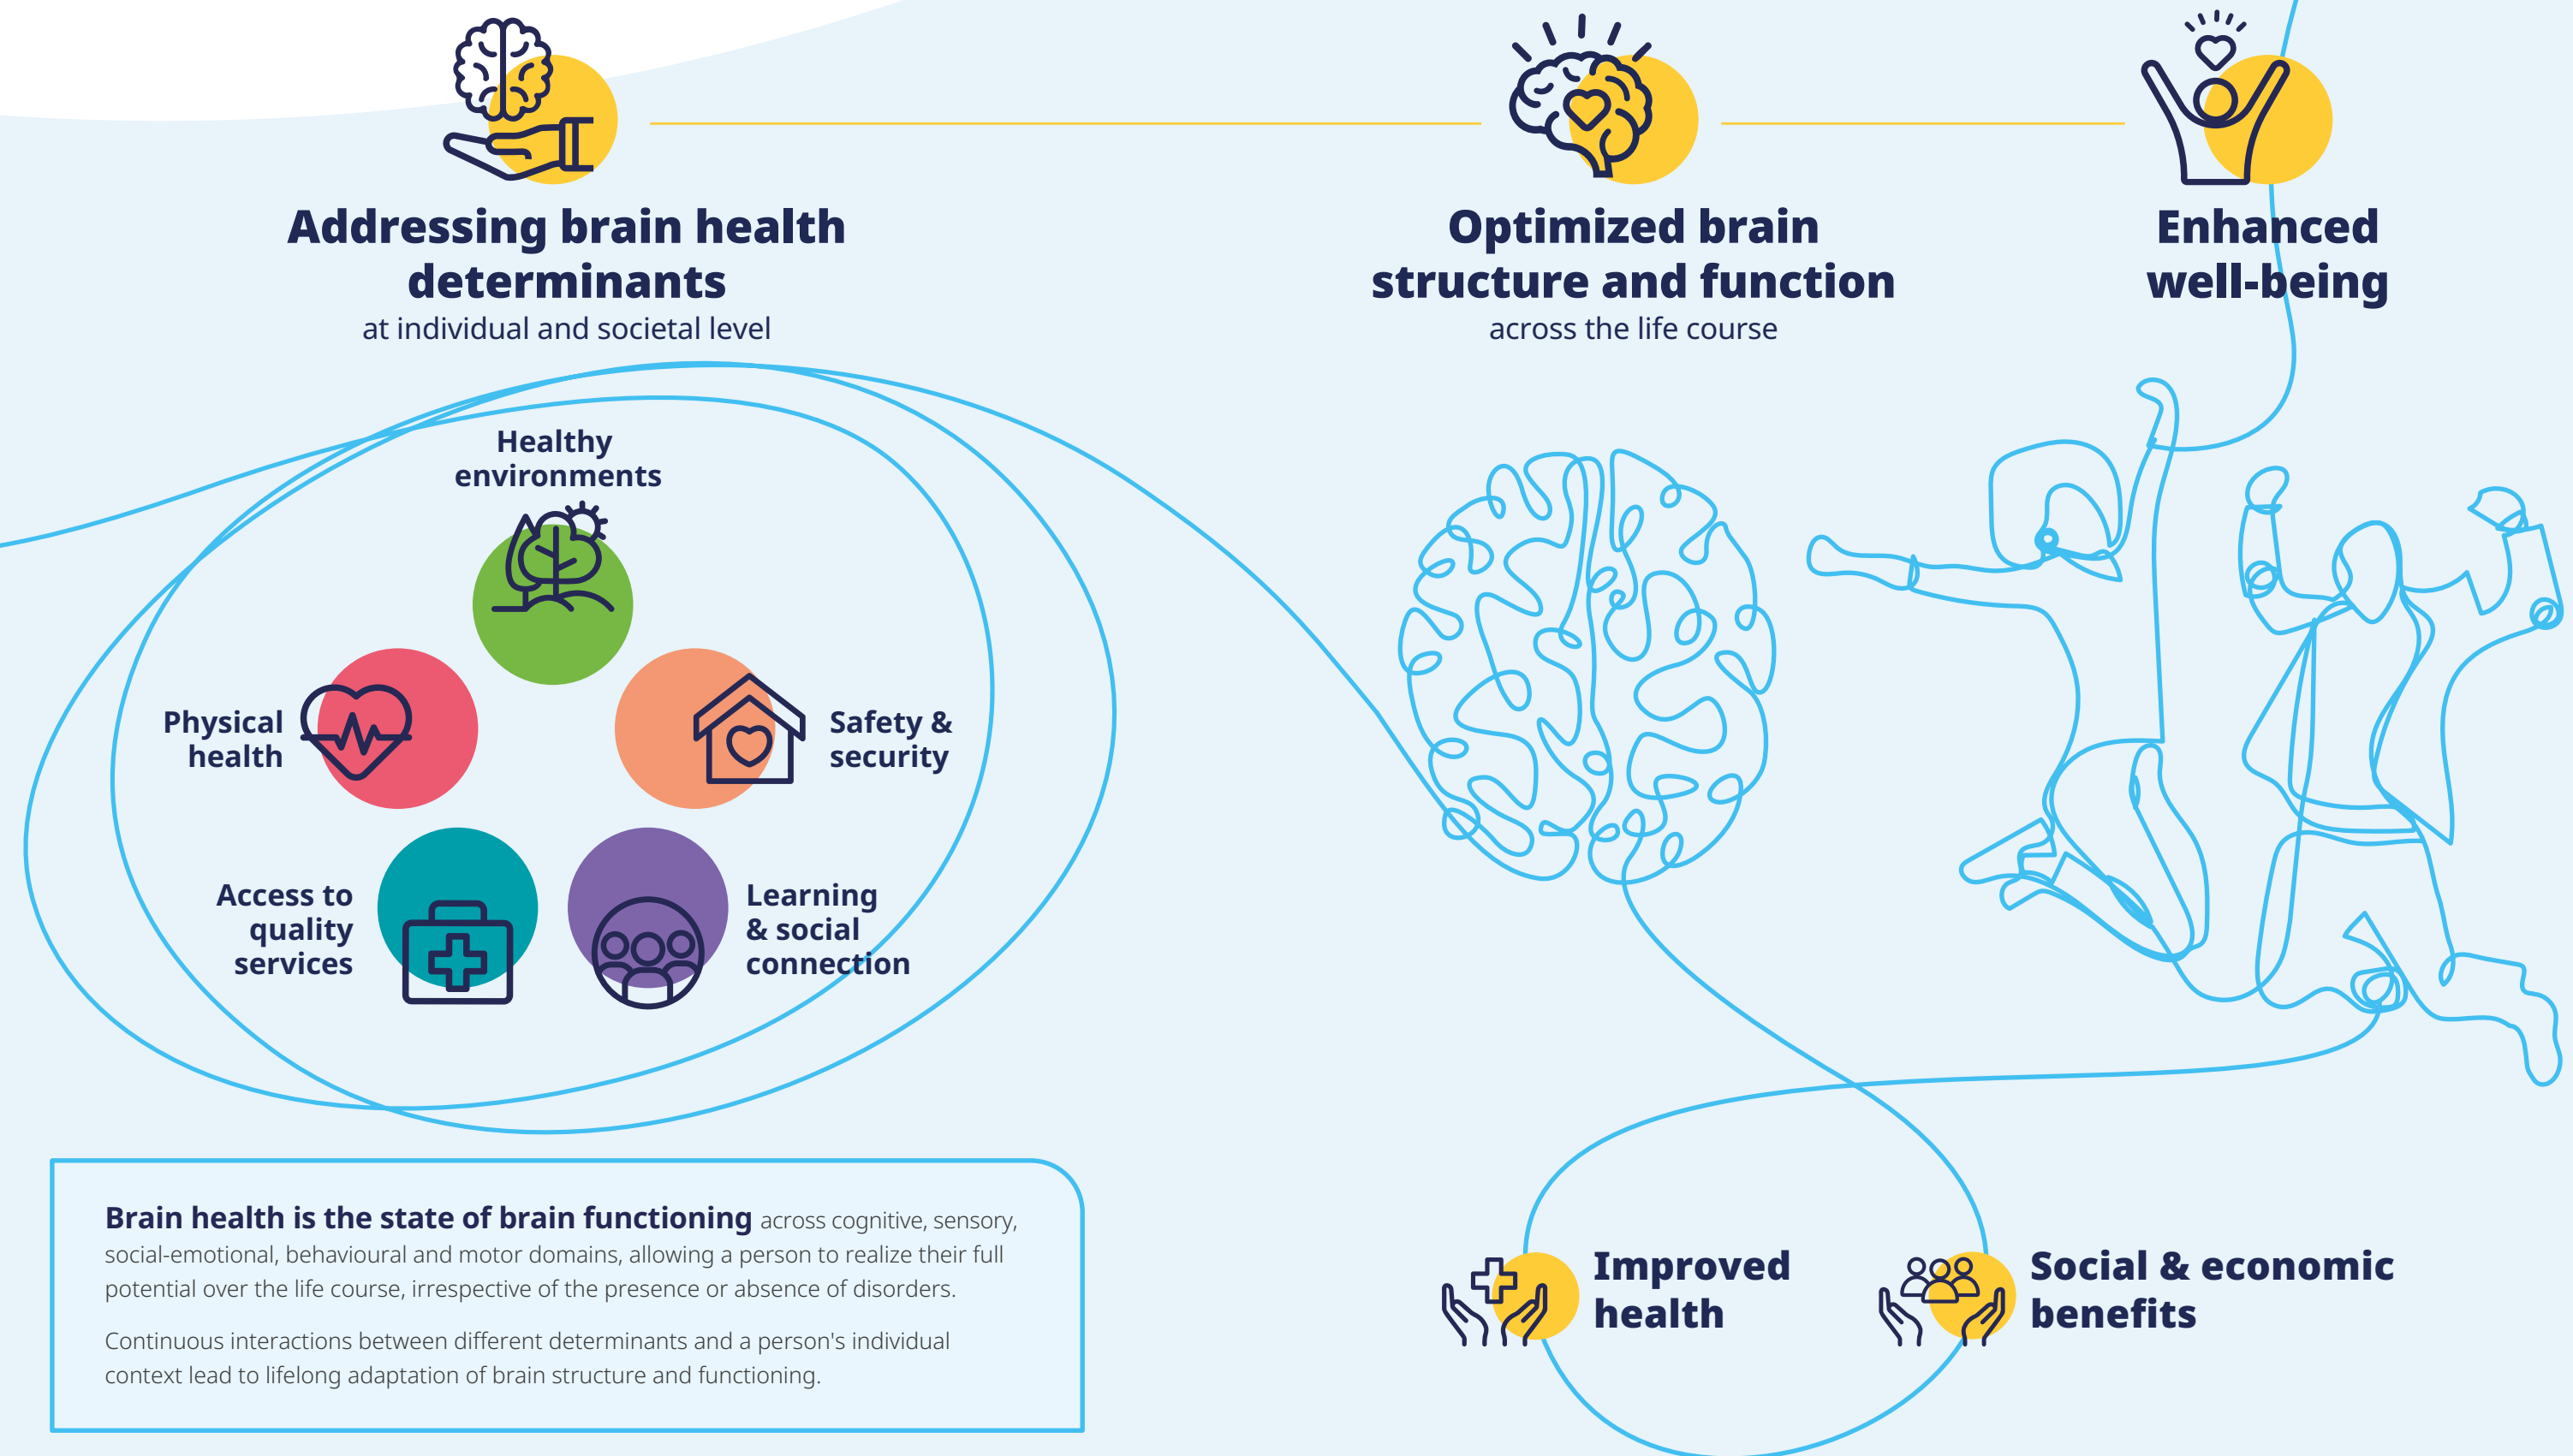 Addressing brain health
determinants
at individual and societal level
Optimized brain
structure and function
across the life course
Enhanced
well-being
Healthy
environments
Physical
health
Safety &
security
Access to
quality
services
Learning
& social
connection
Brain health is the state of brain functioning across cognitive, sensory,
social-emotional, behavioural and motor domains, allowing a person to realize their full
potential over the life course, irrespective of the presence or absence of disorders.
Continuous interactions between different determinants and a person's individual
context lead to lifelong adaptation of brain structure and functioning.
Improved
health
Social & economic
benefits